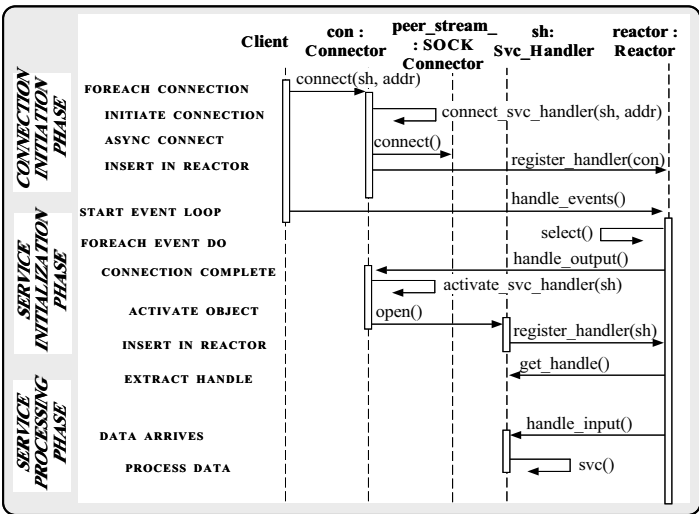 Client
con :
Connector
peer_stream_
: SOCK
Connector
sh:
Svc_Handler
reactor :
Reactor
CONNECTION
INITIATION
PHASE
FOREACH CONNECTION
connect(sh, addr)
INITIATE CONNECTION
connect_svc_handler(sh, addr)
ASYNC CONNECT
connect()
INSERT IN REACTOR
register_handler(con)
SERVICE
INITIALIZATION
PHASE
START EVENT LOOP
handle_events()
FOREACH EVENT DO
select()
CONNECTION COMPLETE
handle_output()
activate_svc_handler(sh)
ACTIVATE OBJECT
open()
INSERT IN REACTOR
register_handler(sh)
EXTRACT HANDLE
get_handle()
SERVICE
PROCESSING
PHASE
DATA ARRIVES
handle_input()
PROCESS DATA
svc()